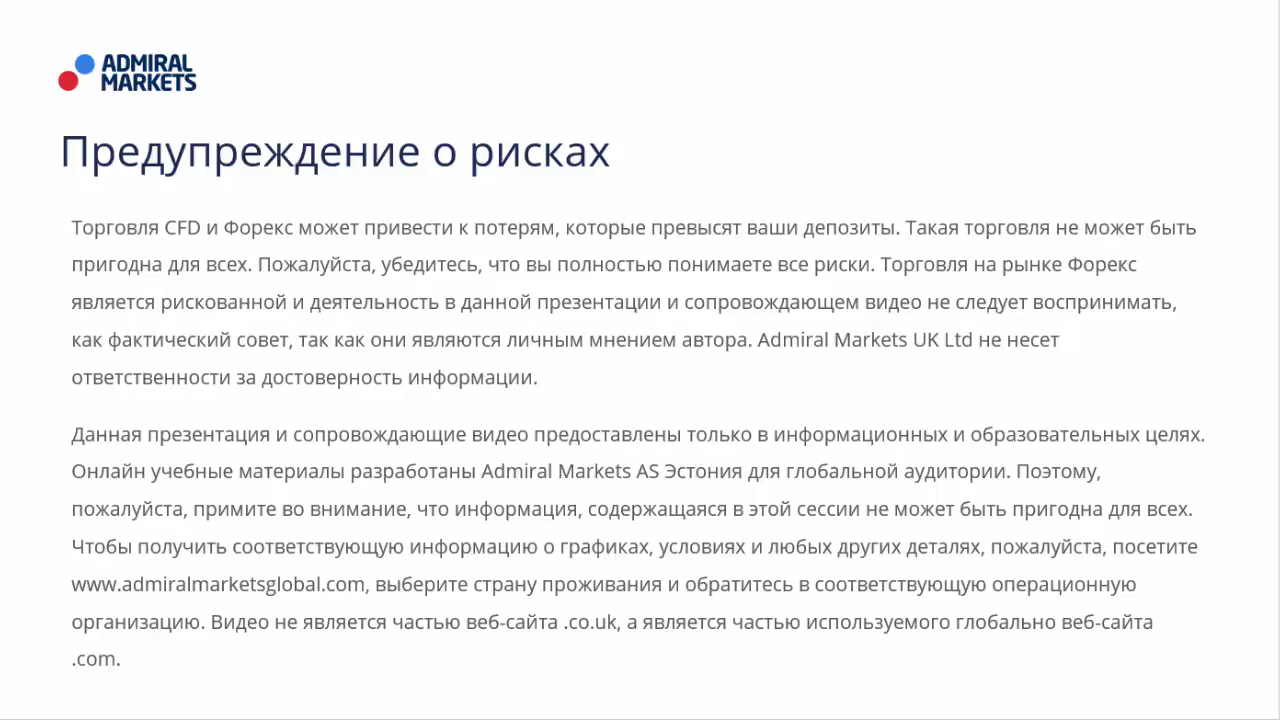 ADMIRAL
MARKETS
Предупреждение о рисках
Торговля CFD и Форекс может привести к потерям, которые превысят ваши депозиты. Такая торговля не может быть
пригодна для всех. Пожалуйста, убедитесь, что вы полностью понимаете все риски. Торговля на рынке Форекс
является рискованной и деятельность в данной презентации и сопровождающем видео не следует воспринимать,
как фактический совет, так как они являются личным мнением автора. Admiral Markets UK Ltd не несет
ответственности за достоверность информации.
Данная презентация и сопровождающие видео предоставлены только в информационных и образовательных целях.
Онлайн учебные материалы разработаны Admiral Markets AS Эстония для глобальной аудитории. Поэтому,
пожалуйста, примите во внимание, что информация, содержащаяся в этой сессии не может быть пригодна для всех.
Чтобы получить соответствующую информацию о графиках, условиях и любых других деталях, пожалуйста, посетите
www.admiralmarketsglobal.com, выберите страну проживания и обратитесь в соответствующую операционную
организацию. Видео не является частью веб-сайта .co.uk, а является частью используемого глобально веб-сайта
.com.